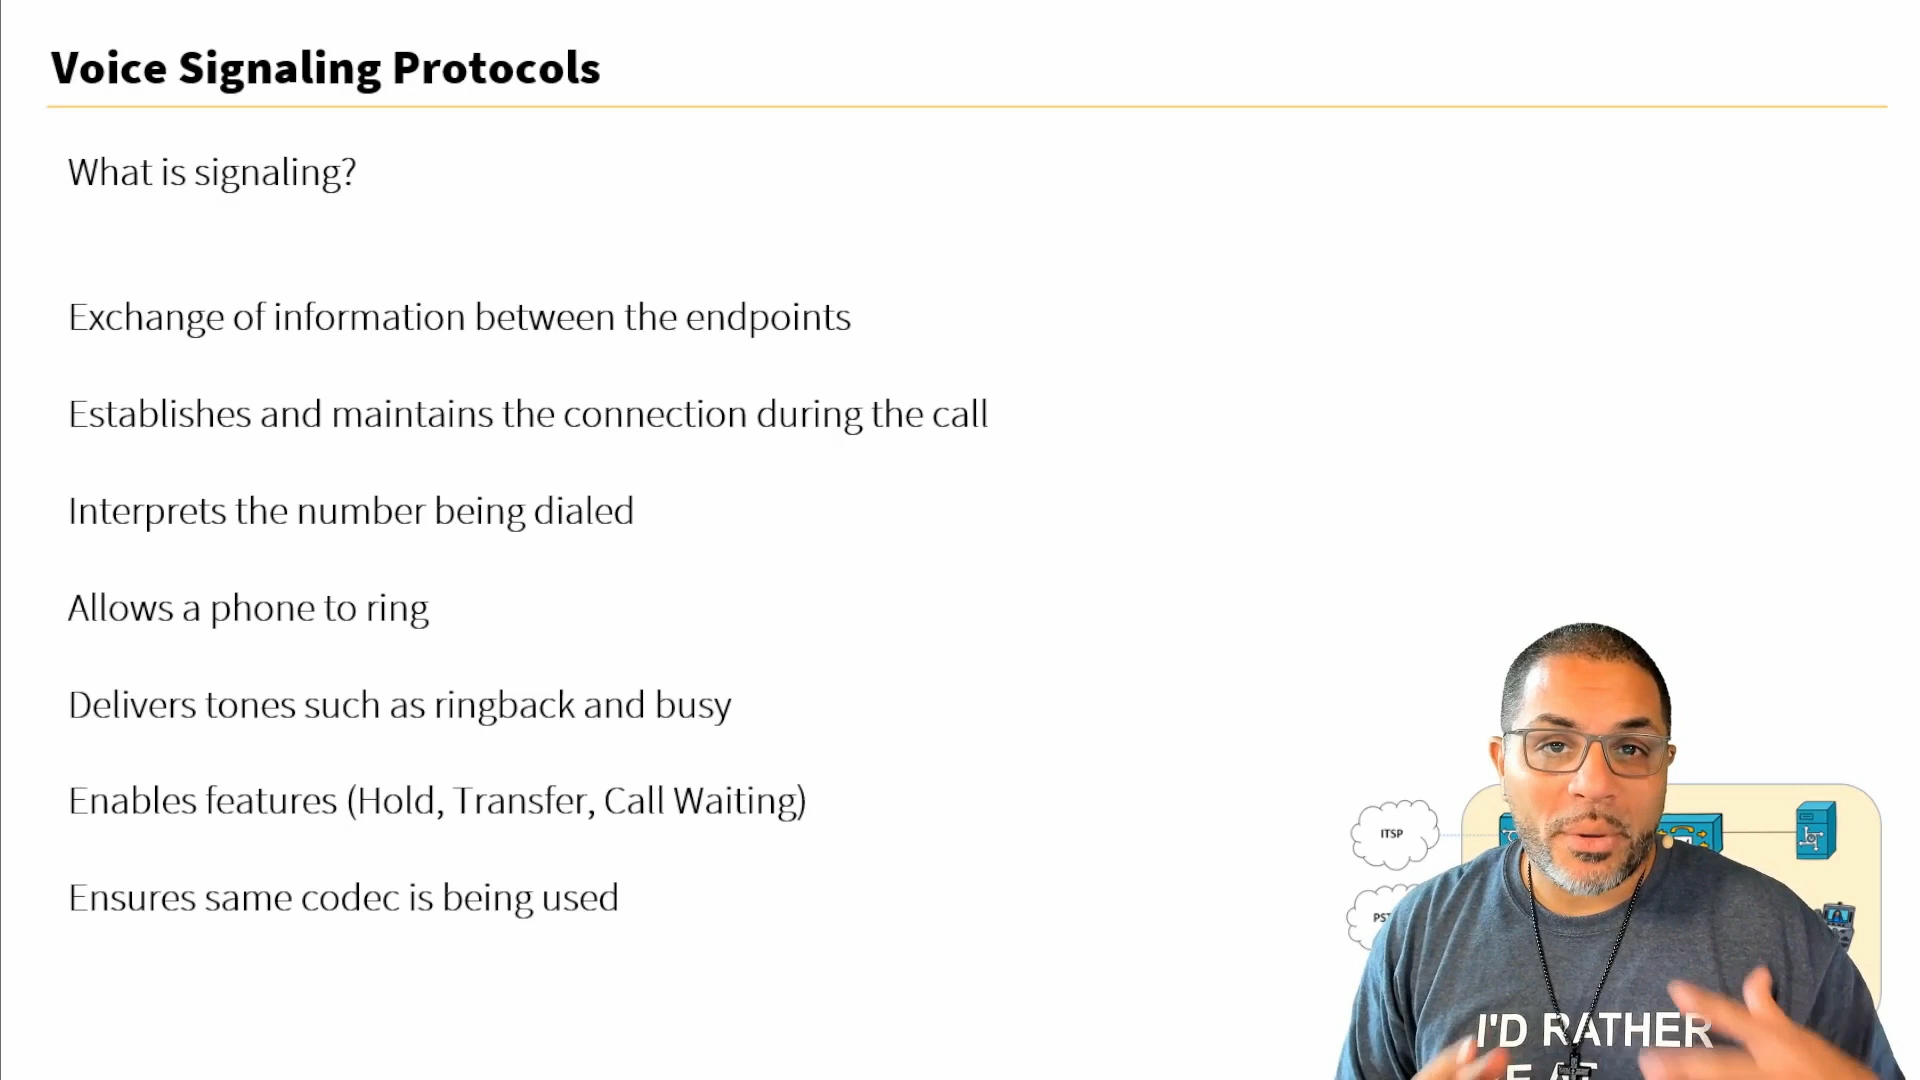 Voice Signaling Protocols
What is signaling?
Exchange of information between the endpoints
Establishes and maintains the connection during the call
Interprets the number being dialed
Allows a phone to ring
Delivers tones such as ringback and busy
Enables features (Hold, Transfer, Call Waiting)
Ensures same codec is being used
ITSP
I'D RATHER